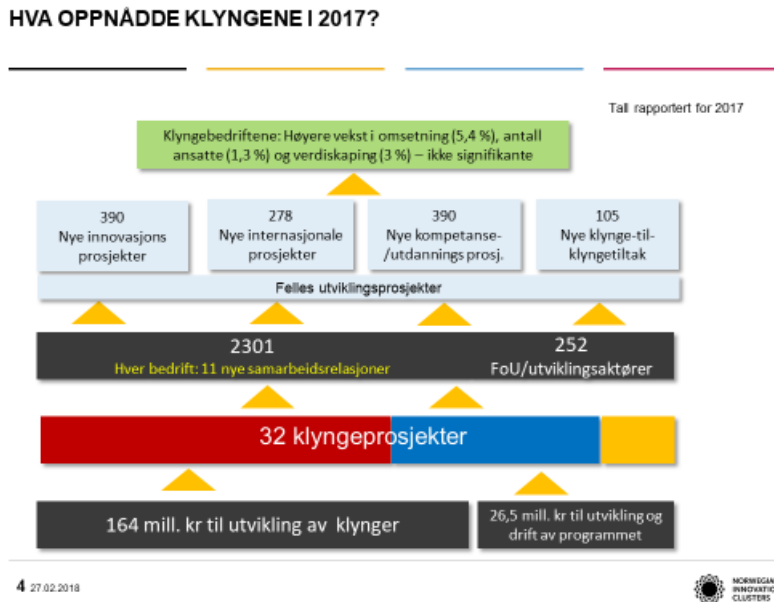 HVA OPPNÅDDE KLYNGENE I 2017?
Tall rapportert for 2017
Klyngebedriftene: Høyere vekst i omsetning (5,4 %), antall
ansatte (1,3 %) og verdiskaping (3 %) – ikke signifikante
390
Nye innovasjons
prosjekter
278
Nye internasjonale
prosjekter
390
Nye kompetanse-
/utdannings prosj.
105
Nye klynge-til-
klyngetiltak
Felles utviklingsprosjekter
2301
Hver bedrift: 11 nye samarbeidsrelasjoner
252
FoU/utviklingsaktører
32 klyngeprosjekter
164 mill. kr til utvikling av klynger
26,5 mill. kr til utvikling og
drift av programmet
4 27.02.2018
NORWEGIAN
INNOVATION
CLUSTERS